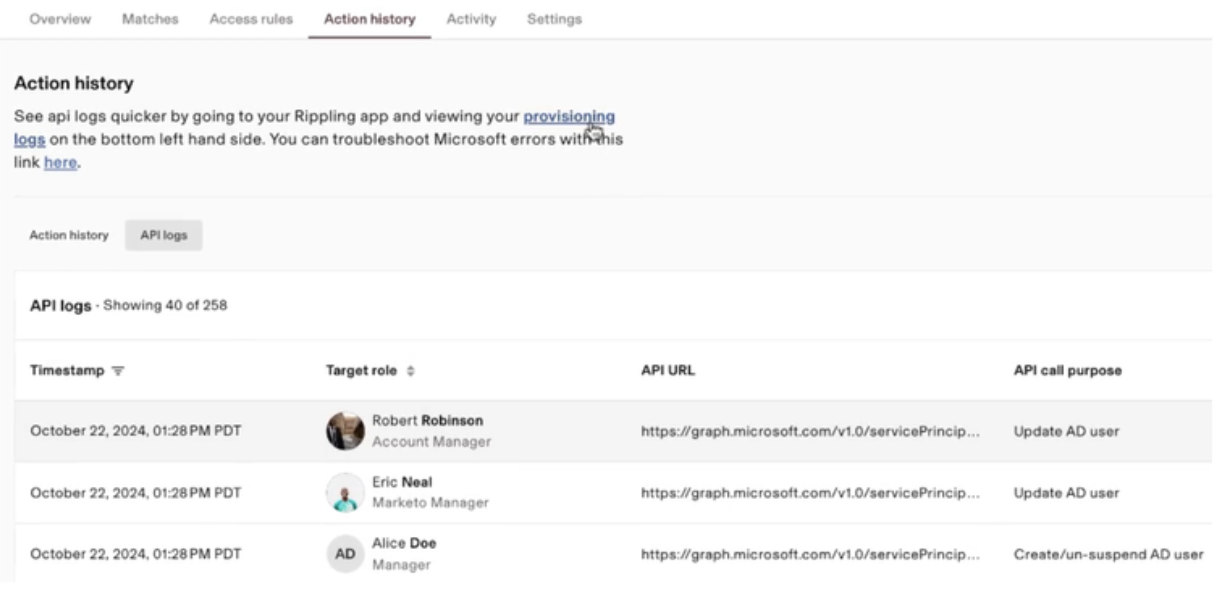 Overview Matches Access rules Action history Activity Settings
Action history
See api logs quicker by going to your Rippling app and viewing your provisioning
logs on the bottom left hand side. You can troubleshoot Microsoft errors with this
link here.
Action history API logs
API logs · Showing 40 of 258
Timestamp Target role API URL API call purpose
October 22, 2024, 01:28 PM PDT Robert Robinson https://graph.microsoft.com/v1.0/servicePrincip... Update AD user
Account Manager
October 22, 2024, 01:28 PM PDT Eric Neal https://graph.microsoft.com/v1.0/servicePrincip... Update AD user
Marketo Manager
October 22, 2024, 01:28 PM PDT AD Alice Doe https://graph.microsoft.com/v1.0/servicePrincip... Create/un-suspend AD user
Manager